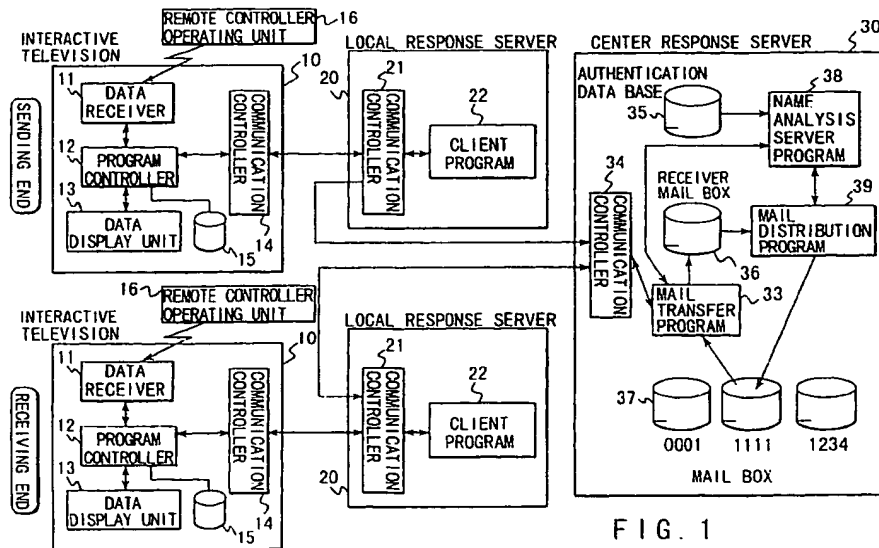 REMOTE CONTROLLER
OPERATING UNIT
16
INTERACTIVE
TELEVISION
10
SENDING END
11
DATA
RECEIVER
12
PROGRAM
CONTROLLER
13
DATA
DISPLAY UNIT
15
COMMUNICATION
CONTROLLER
14
LOCAL RESPONSE SERVER
20
21
COMMUNICATION
CONTROLLER
22
CLIENT
PROGRAM
CENTER RESPONSE SERVER
30
AUTHENTICATION
DATA BASE
35
38
NAME
ANALYSIS
SERVER
PROGRAM
34
COMMUNICATION
CONTROLLER
RECEIVER
MAIL BOX
36
39
MAIL
DISTRIBUTION
PROGRAM
MAIL
TRANSFER
PROGRAM
33
37
0001
1111
1234
MAIL BOX
16
REMOTE CONTROLLER
OPERATING UNIT
INTERACTIVE
TELEVISION
10
RECEIVING END
11
DATA
RECEIVER
12
PROGRAM
CONTROLLER
13
DATA
DISPLAY UNIT
15
COMMUNICATION
CONTROLLER
14
LOCAL RESPONSE SERVER
21
COMMUNICATION
CONTROLLER
22
CLIENT
PROGRAM
20
FIG. 1